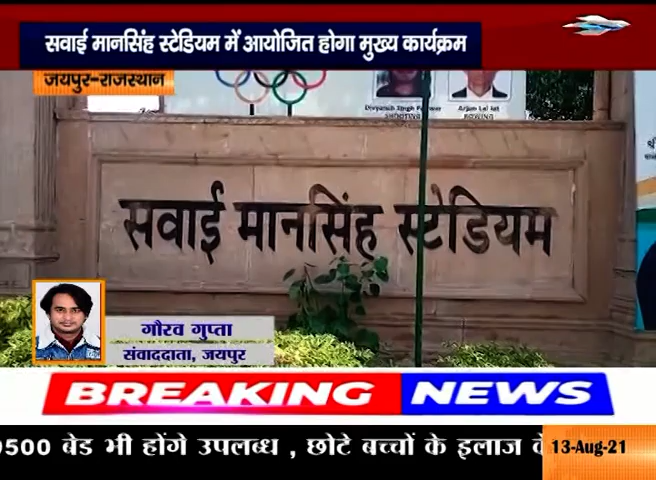 सवाई मानसिंह स्टेडियम में आयोजित होगा मुख्य कार्यक्रम
जयपुर-राजस्थान
Divyansh Singh Panwar
SHOOTING
Arjun Lal Jat
ROWING
सवाई मानसिंह स्टेडियम
गौरव गुप्ता
संवाददाता, जयपुर
BREAKING NEWS
9500 बेड भी होंगे उपलब्ध , छोटे बच्चों के इलाज
13-Aug-21